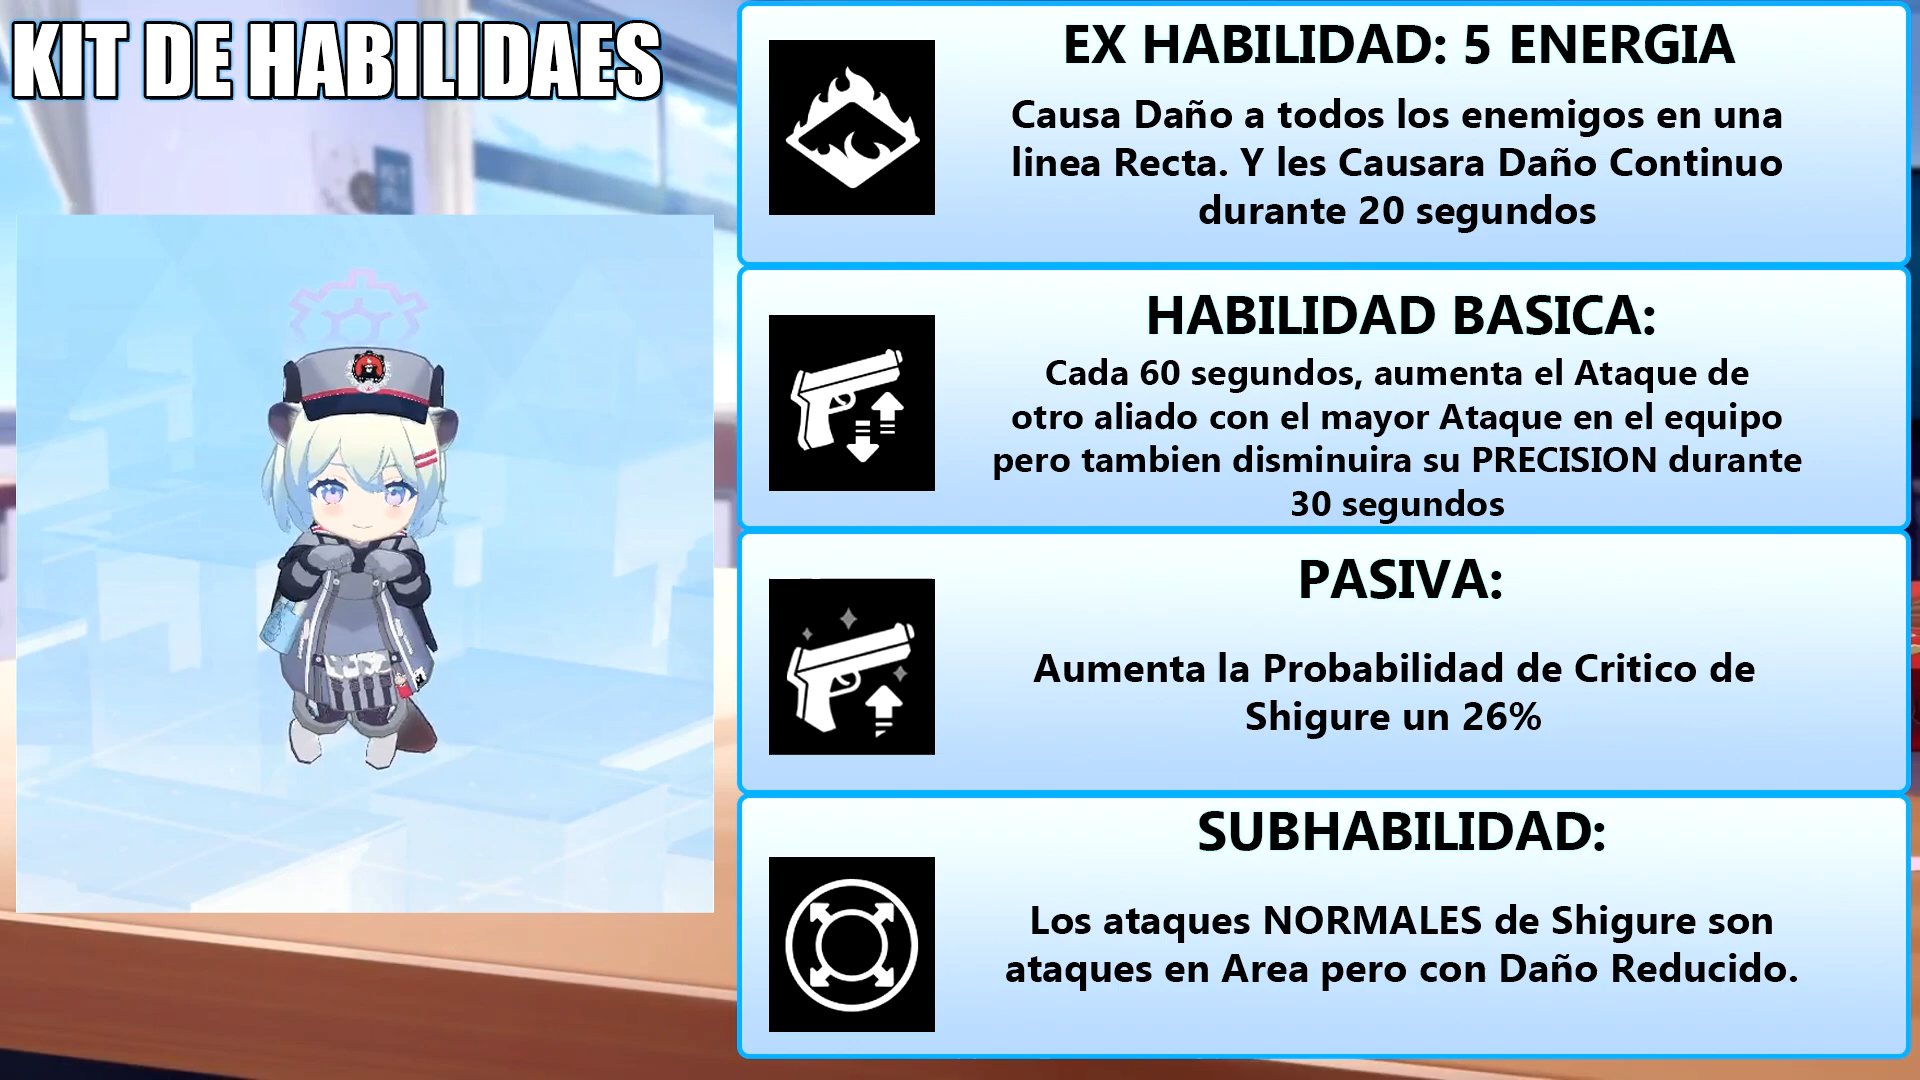 KIT DE HABILIDAES
EX HABILIDAD: 5 ENERGIA
Causa Daño a todos los enemigos en una
linea Recta. Y les Causara Daño Continuo
durante 20 segundos
HABILIDAD BASICA:
Cada 60 segundos, aumenta el Ataque de
otro aliado con el mayor Ataque en el equipo
pero tambien disminuira su PRECISION durante
30 segundos
PASIVA:
Aumenta la Probabilidad de Critico de
Shigure un 26%
SUBHABILIDAD:
Los ataques NORMALES de Shigure son
ataques en Area pero con Daño Reducido.